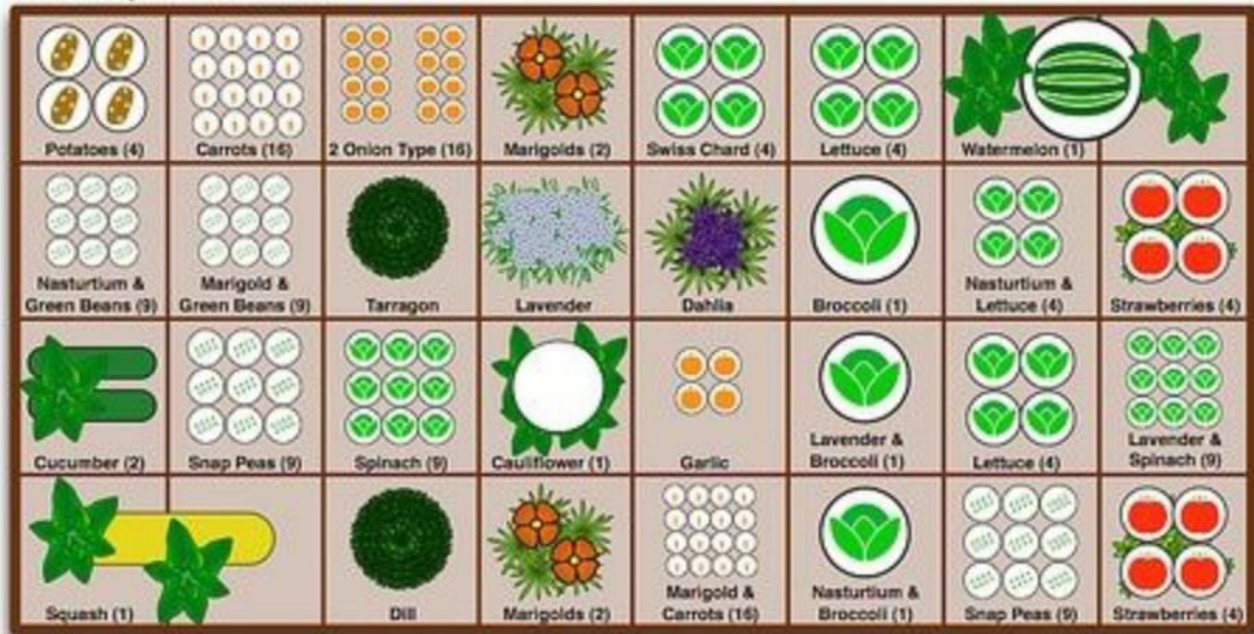 Potatoes (4)
Carrots (16)
2 Onion Type (16)
Marigolds (2)
Swiss Chard (4)
Lettuce (4)
Watermelon (1)
Nasturtium &
Green Beans (9)
Marigold &
Green Beans (9)
Tarragon
Lavender
Dahlia
Broccoli (1)
Nasturtium &
Lettuce (4)
Strawberries (4)
Cucumber (2)
Snap Peas (9)
Spinach (9)
Cauliflower (1)
Garlic
Lavender &
Broccoli (1)
Lettuce (4)
Lavender &
Spinach (9)
Squash (1)
Dill
Marigolds (2)
Marigold &
Carrots (16)
Nasturtium &
Broccoli (1)
Snap Peas (9)
Strawberries (4)